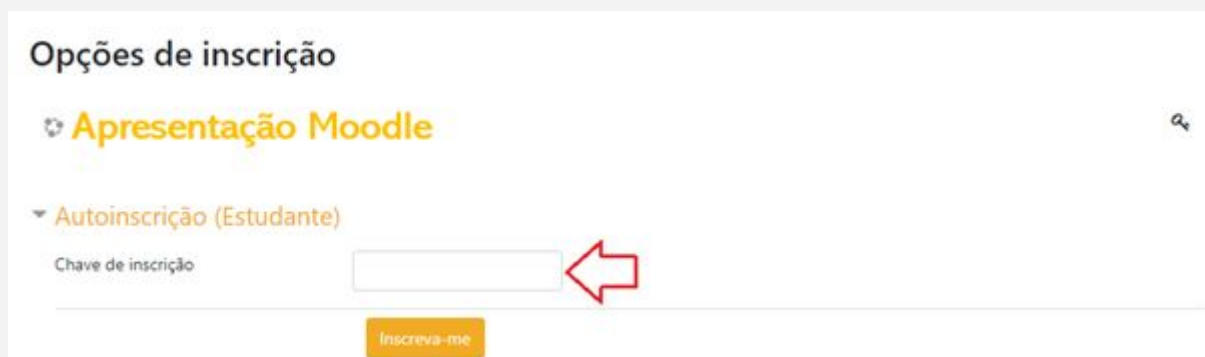 Opções de inscrição
Apresentação Moodle
Autoinscrição (Estudante)
Chave de inscrição
Inscreva-me